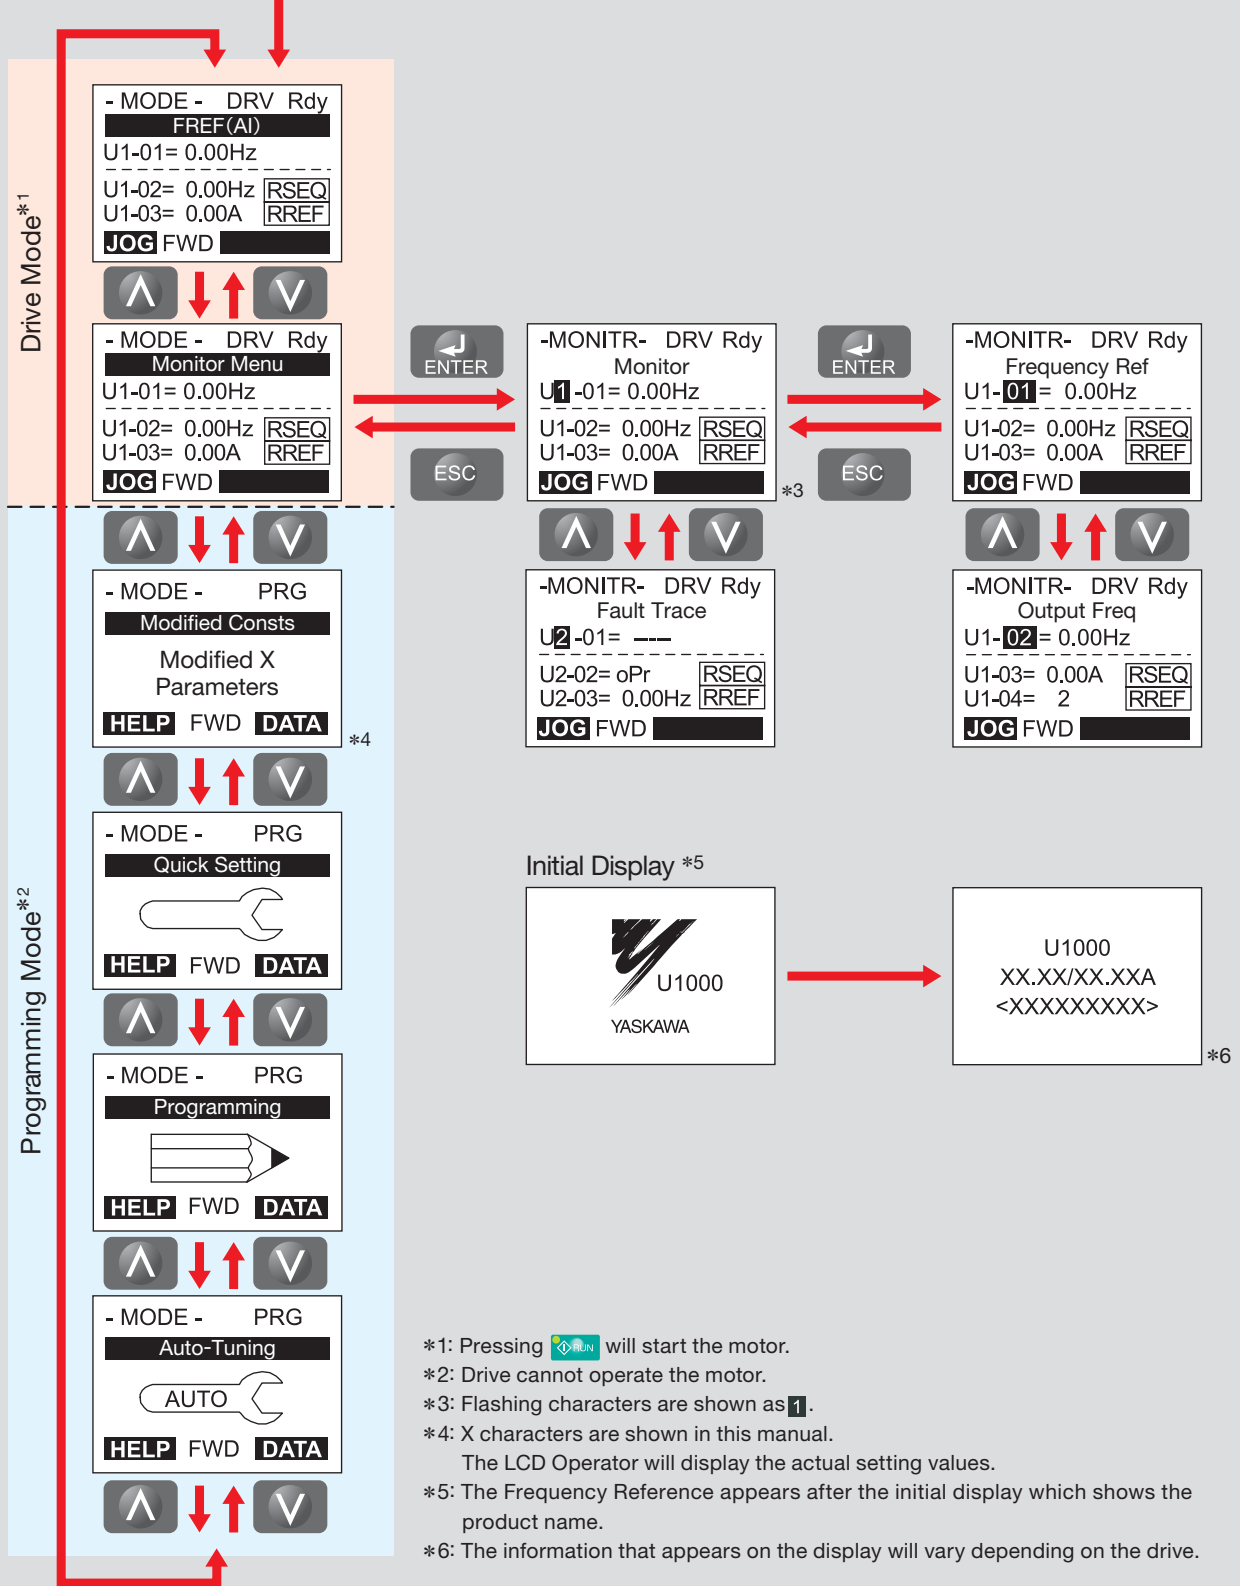 Drive Mode*1
- MODE - DRV Rdy
FREF(AI)
U1-01= 0.00Hz
U1-02= 0.00Hz RSEQ
U1-03= 0.00A RREF
JOG FWD
- MODE - DRV Rdy
Monitor Menu
U1-01= 0.00Hz
U1-02= 0.00Hz RSEQ
U1-03= 0.00A RREF
JOG FWD
ENTER
ESC
-MONITR- DRV Rdy
Monitor
U1 -01= 0.00Hz
U1-02= 0.00Hz RSEQ
U1-03= 0.00A RREF
JOG FWD
*3
ENTER
ESC
-MONITR- DRV Rdy
Frequency Ref
U1- 01 = 0.00Hz
U1-02= 0.00Hz RSEQ
U1-03= 0.00A RREF
JOG FWD
-MONITR- DRV Rdy
Fault Trace
U2 -01= ---
U2-02= oPr RSEQ
U2-03= 0.00Hz RREF
JOG FWD
-MONITR- DRV Rdy
Output Freq
U1- 02 = 0.00Hz
U1-03= 0.00A RSEQ
U1-04= 2 RREF
JOG FWD
Programming Mode*2
- MODE - PRG
Modified Consts
Modified X
Parameters
HELP FWD DATA
*4
- MODE - PRG
Quick Setting
HELP FWD DATA
- MODE - PRG
Programming
HELP FWD DATA
- MODE - PRG
Auto-Tuning
AUTO
HELP FWD DATA
Initial Display *5
U1000
YASKAWA
U1000
XX.XX/XX.XXA
<XXXXXXXXX>
*6
*1: Pressing RUN will start the motor.
*2: Drive cannot operate the motor.
*3: Flashing characters are shown as 1 .
*4: X characters are shown in this manual.
The LCD Operator will display the actual setting values.
*5: The Frequency Reference appears after the initial display which shows the
product name.
*6: The information that appears on the display will vary depending on the drive.